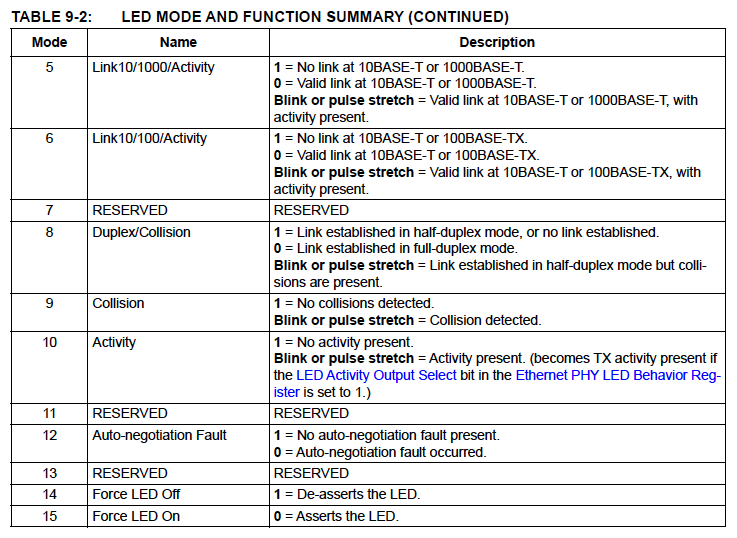 TABLE 9-2: LED MODE AND FUNCTION SUMMARY (CONTINUED)
Mode Name Description
5 Link10/1000/Activity 1 = No link at 10BASE-T or 1000BASE-T.
0 = Valid link at 10BASE-T or 1000BASE-T.
Blink or pulse stretch = Valid link at 10BASE-T or 1000BASE-T, with
activity present.
6 Link10/100/Activity 1 = No link at 10BASE-T or 100BASE-TX.
0 = Valid link at 10BASE-T or 100BASE-TX.
Blink or pulse stretch = Valid link at 10BASE-T or 100BASE-TX, with
activity present.
7 RESERVED RESERVED
8 Duplex/Collision 1 = Link established in half-duplex mode, or no link established.
0 = Link established in full-duplex mode.
Blink or pulse stretch = Link established in half-duplex mode but colli-
sions are present.
9 Collision 1 = No collisions detected.
Blink or pulse stretch = Collision detected.
10 Activity 1 = No activity present.
Blink or pulse stretch = Activity present. (becomes TX activity present if
the LED Activity Output Select bit in the Ethernet PHY LED Behavior Reg-
ister is set to 1.)
11 RESERVED RESERVED
12 Auto-negotiation Fault 1 = No auto-negotiation fault present.
0 = Auto-negotiation fault occurred.
13 RESERVED RESERVED
14 Force LED Off 1 = De-asserts the LED.
15 Force LED On 0 = Asserts the LED.